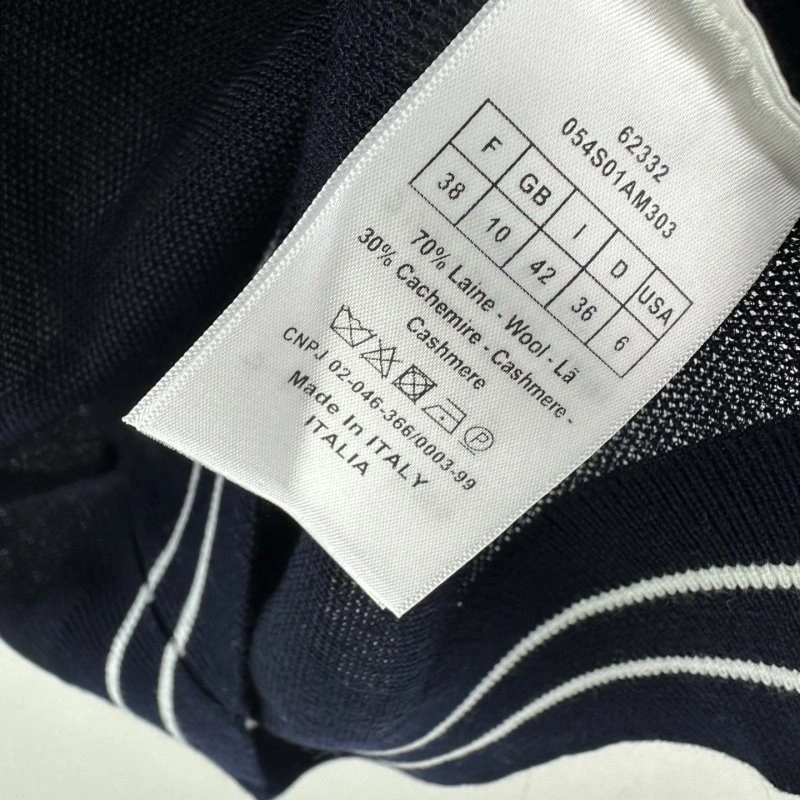 62332
054S01AM303
F GB I D USA
38 10 42 36 6
70% Laine - Wool - Lã
30% Cachemire - Cashmere -
Cashmere
P
CNPJ 02-046-366/0003-99
Made In ITALY
ITALIA